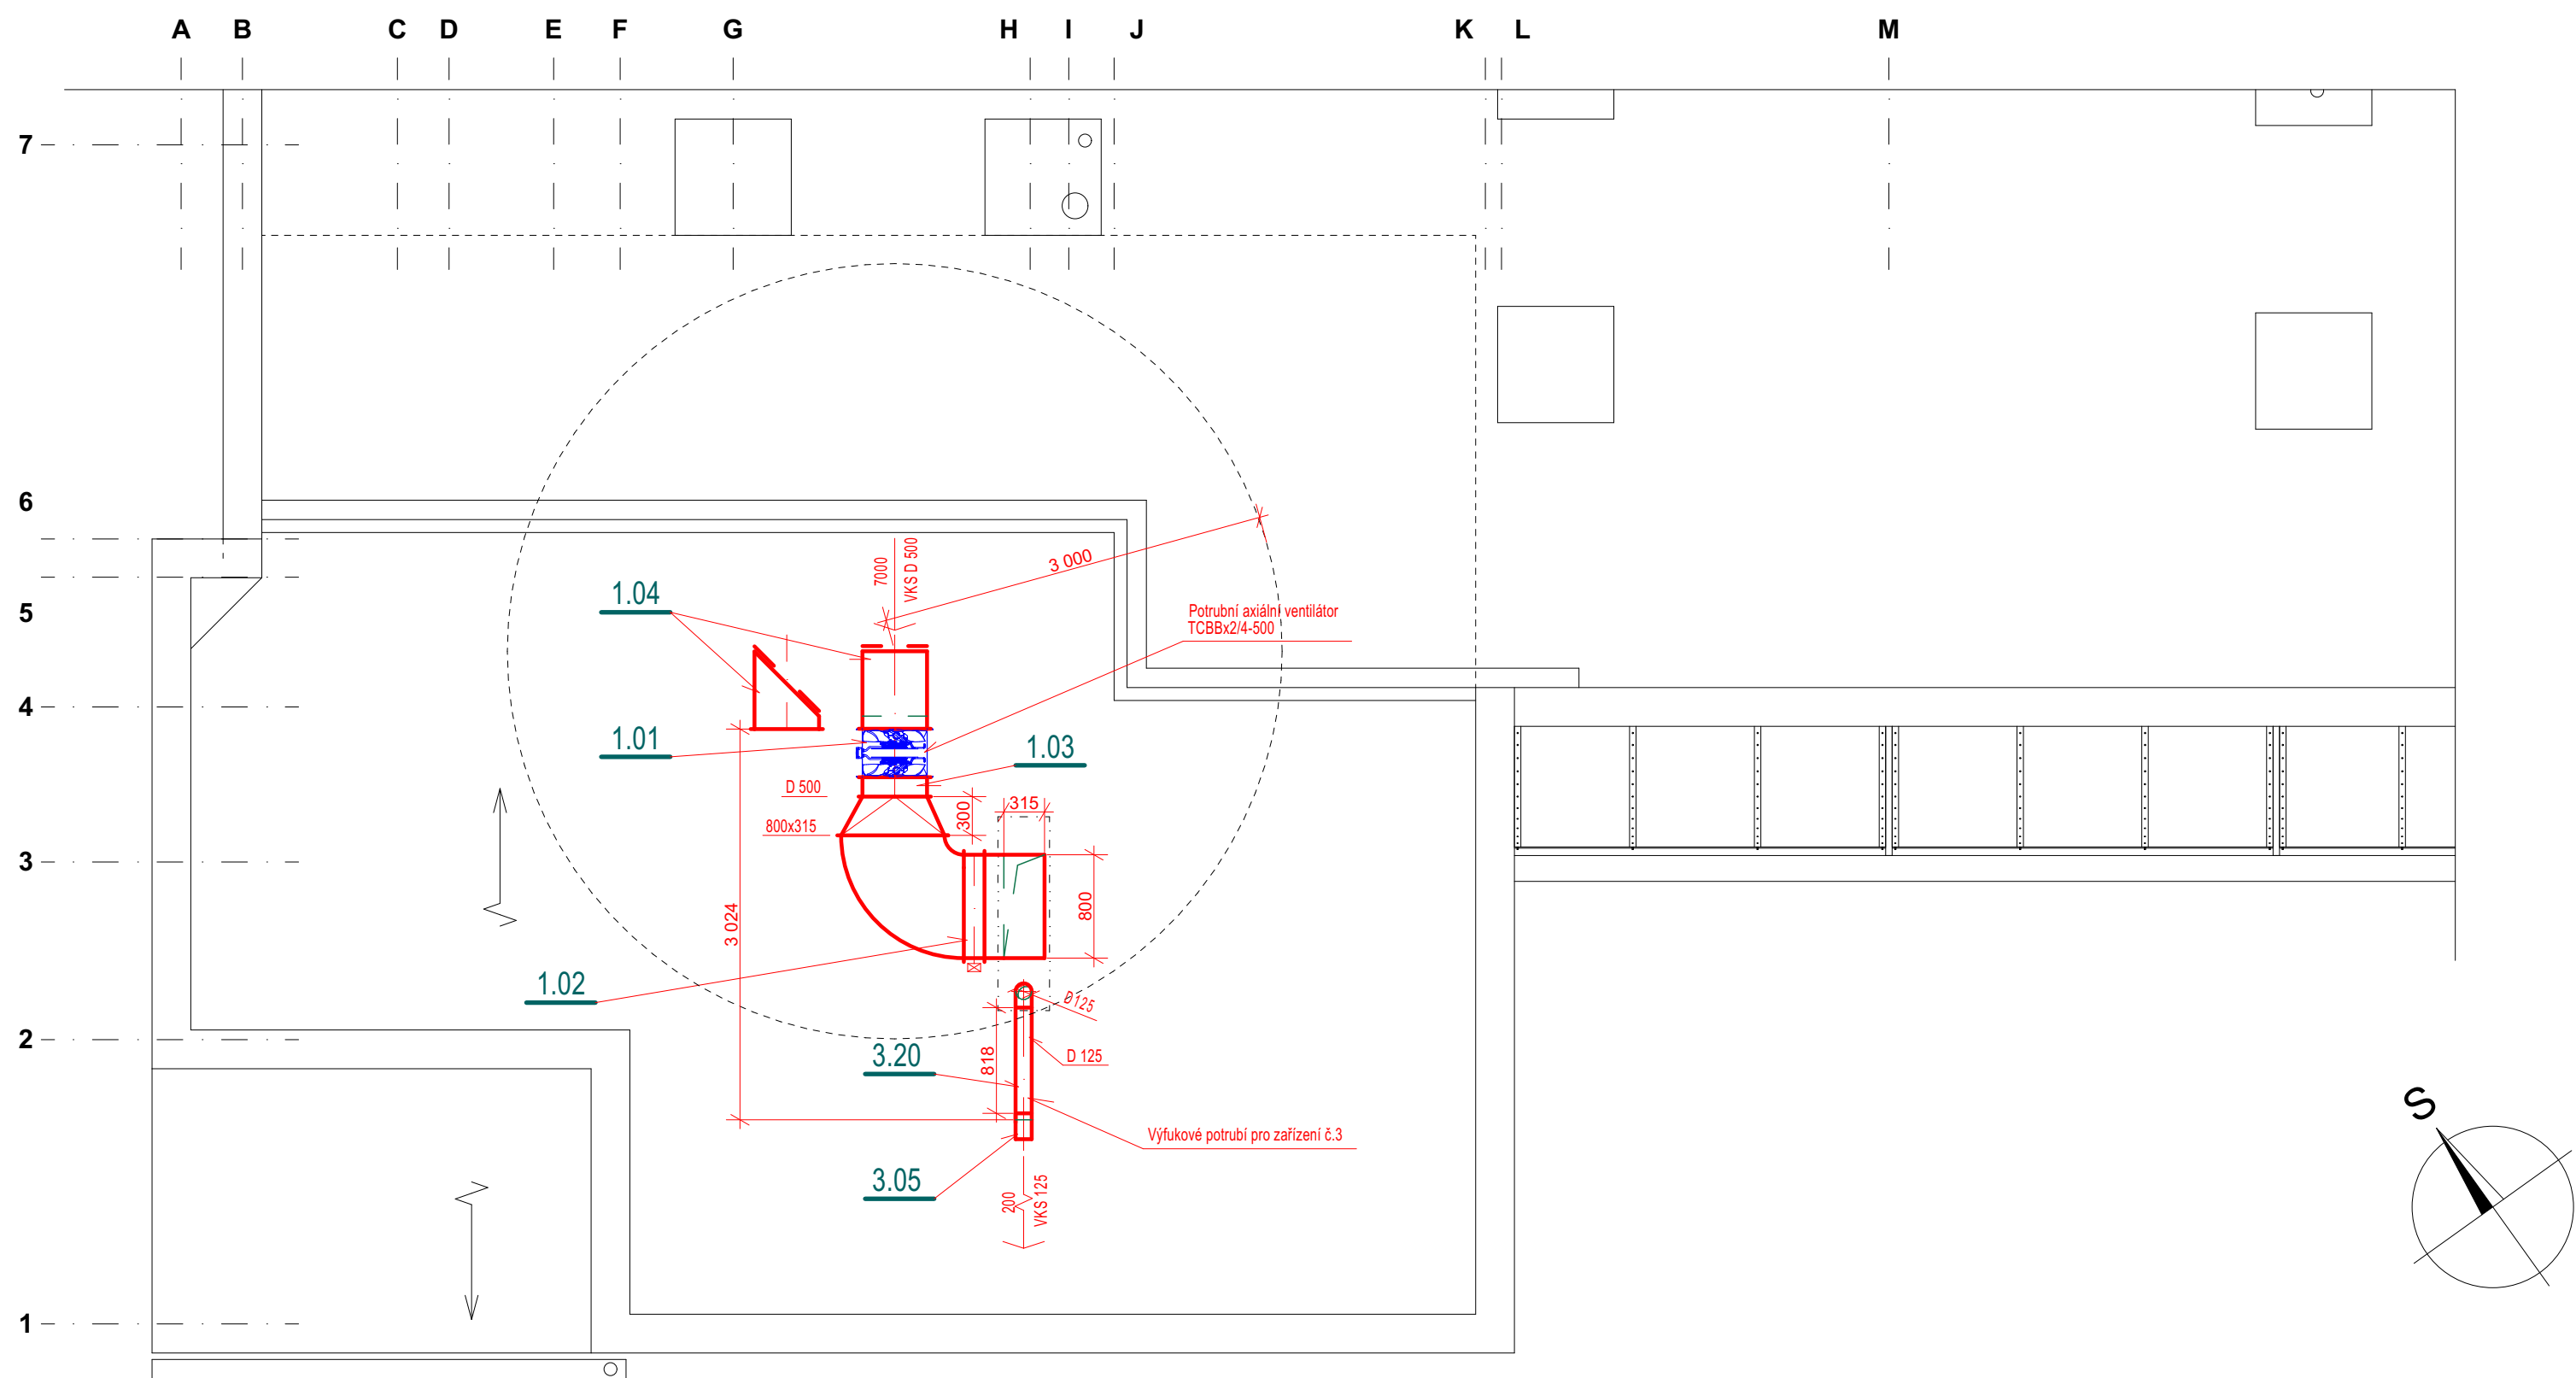 A B C D E F G H I J K L M
7
6
5
4
3
2
1
7000
VKS D 500
3 000
1.04
Potrubní axiální ventilátor
TCBBx2/4-500
1.01
1.03
D 500
300
315
800x315
800
3 024
1.02
D125
3.20
818
D 125
Výfukové potrubí pro zařízení č.3
3.05
200
VKS 125
S